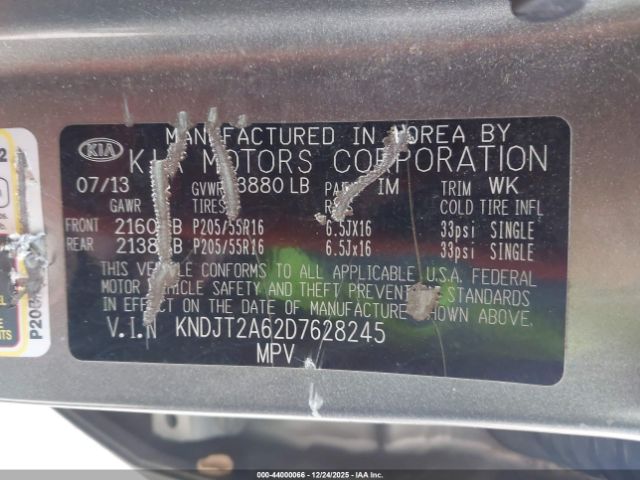 KIA
MANUFACTURED IN KOREA BY
KIA MOTORS CORPORATION
07/13 GVWR 3880 LB IM TRIM WK
GAWR TIRES COLD TIRE INFL
FRONT 2160 LB P205/55R16 6.5JX16 33psi SINGLE
REAR 2138 LB P205/55R16 6.5Jx16 33psi SINGLE
THIS VEHICLE CONFORMS TO ALL APPLICABLE U.S.A. FEDERAL
MOTOR VEHICLE SAFETY AND THEFT PREVENTION STANDARDS
IN EFFECT ON THE DATE OF MANUFACTURE SHOWN ABOVE.
V.I.N KNDJT2A62D7628245
MPV
000-44000066 • 12/24/2025 • IAA Inc.